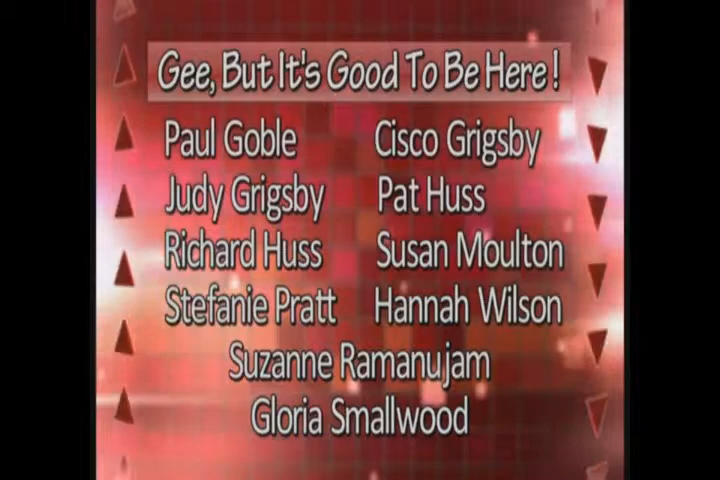 Gee, But It's Good To Be Here!
Paul Goble Cisco Grigsby
Judy Grigsby Pat Huss
Richard Huss Susan Moulton
Stefanie Pratt Hannah Wilson
Suzanne Ramanujam
Gloria Smallwood